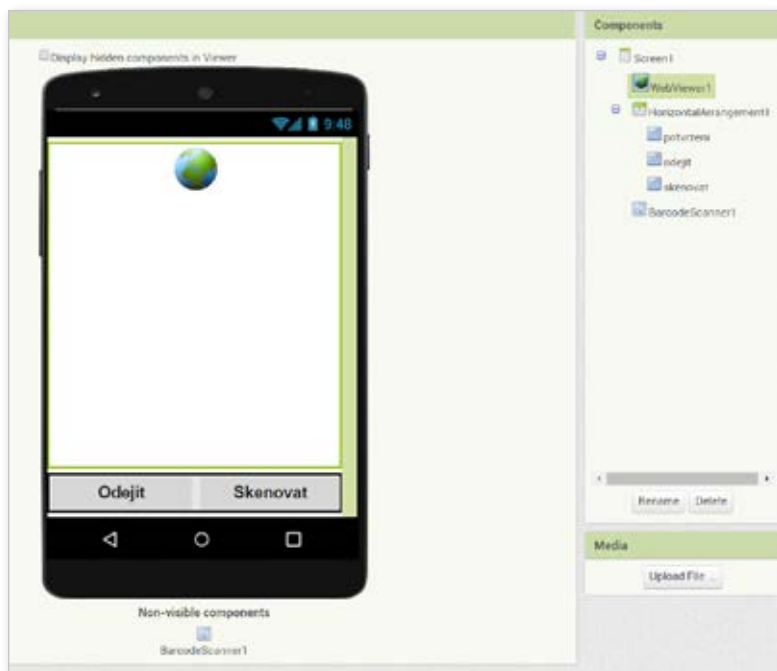 Components
Display hidden components in Viewer
Screen1
WebViewer1
HorizontalArrangement1
potvrzeni
odejit
skenovat
BarcodeScanner1
9:48
Odejít
Skenovat
Rename
Delete
Media
Upload File ...
Non-visible components
BarcodeScanner1